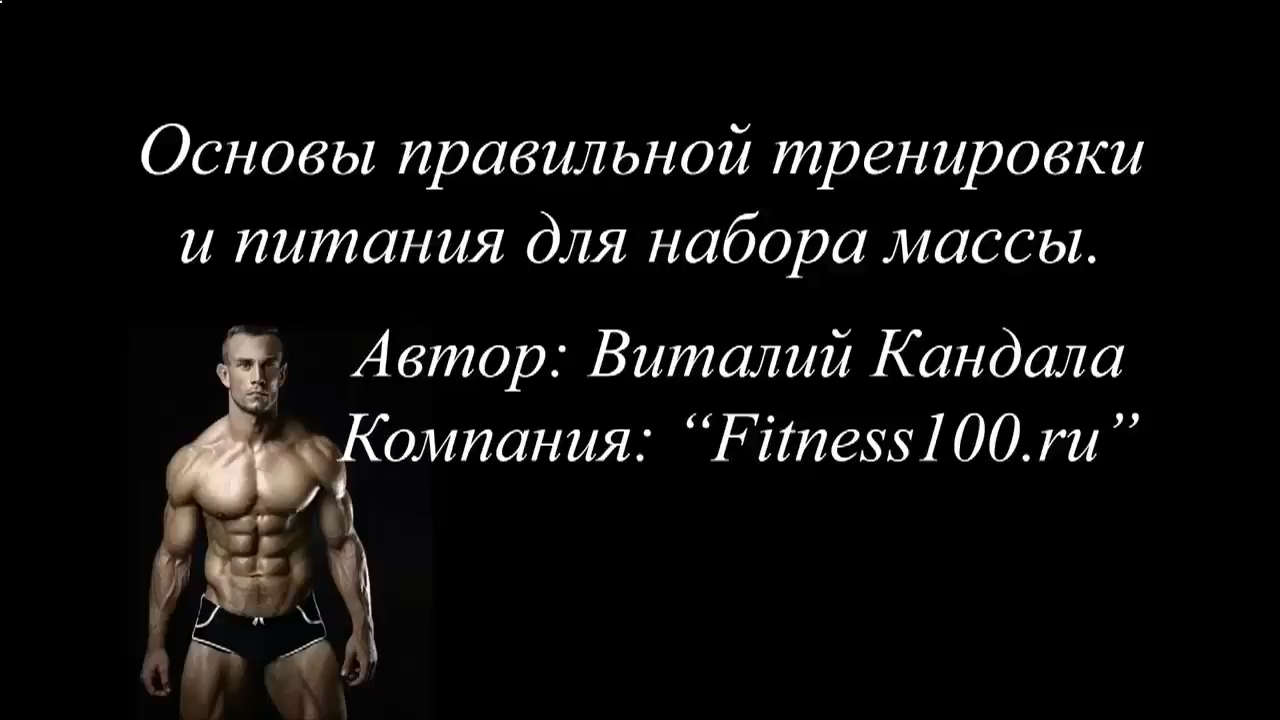 Основы правильной тренировки
и питания для набора массы.
Автор: Виталий Кандала
Компания: “Fitness100.ru”